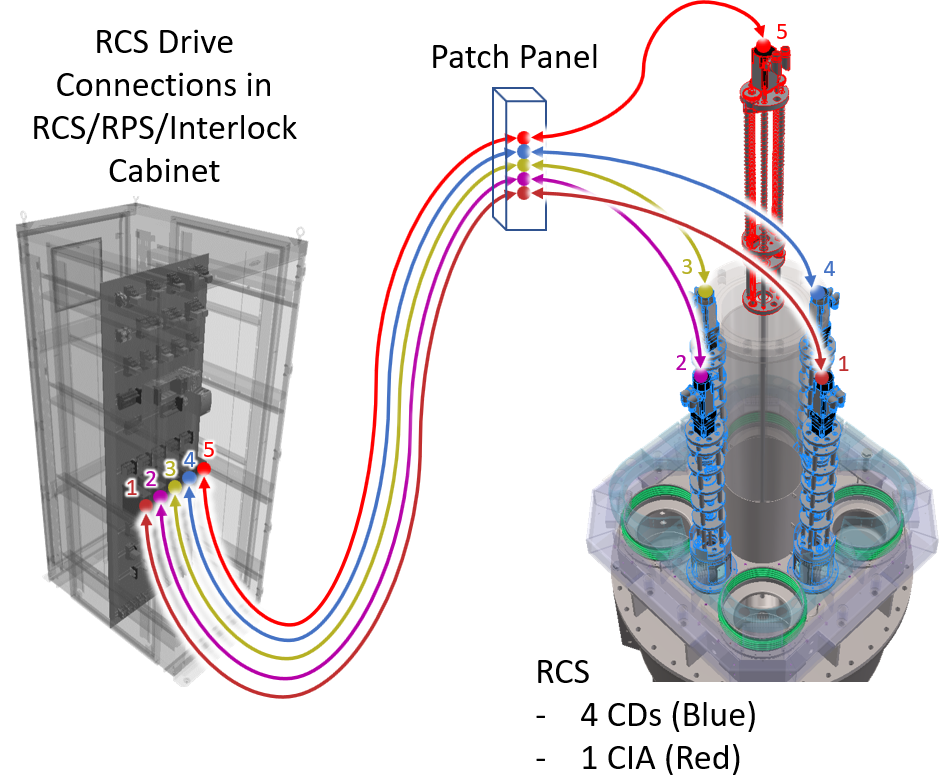 RCS Drive
Connections in
RCS/RPS/Interlock
Cabinet
Patch Panel
5
3
4
2
1
1
2
3
4
5
RCS
- 4 CDs (Blue)
- 1 CIA (Red)